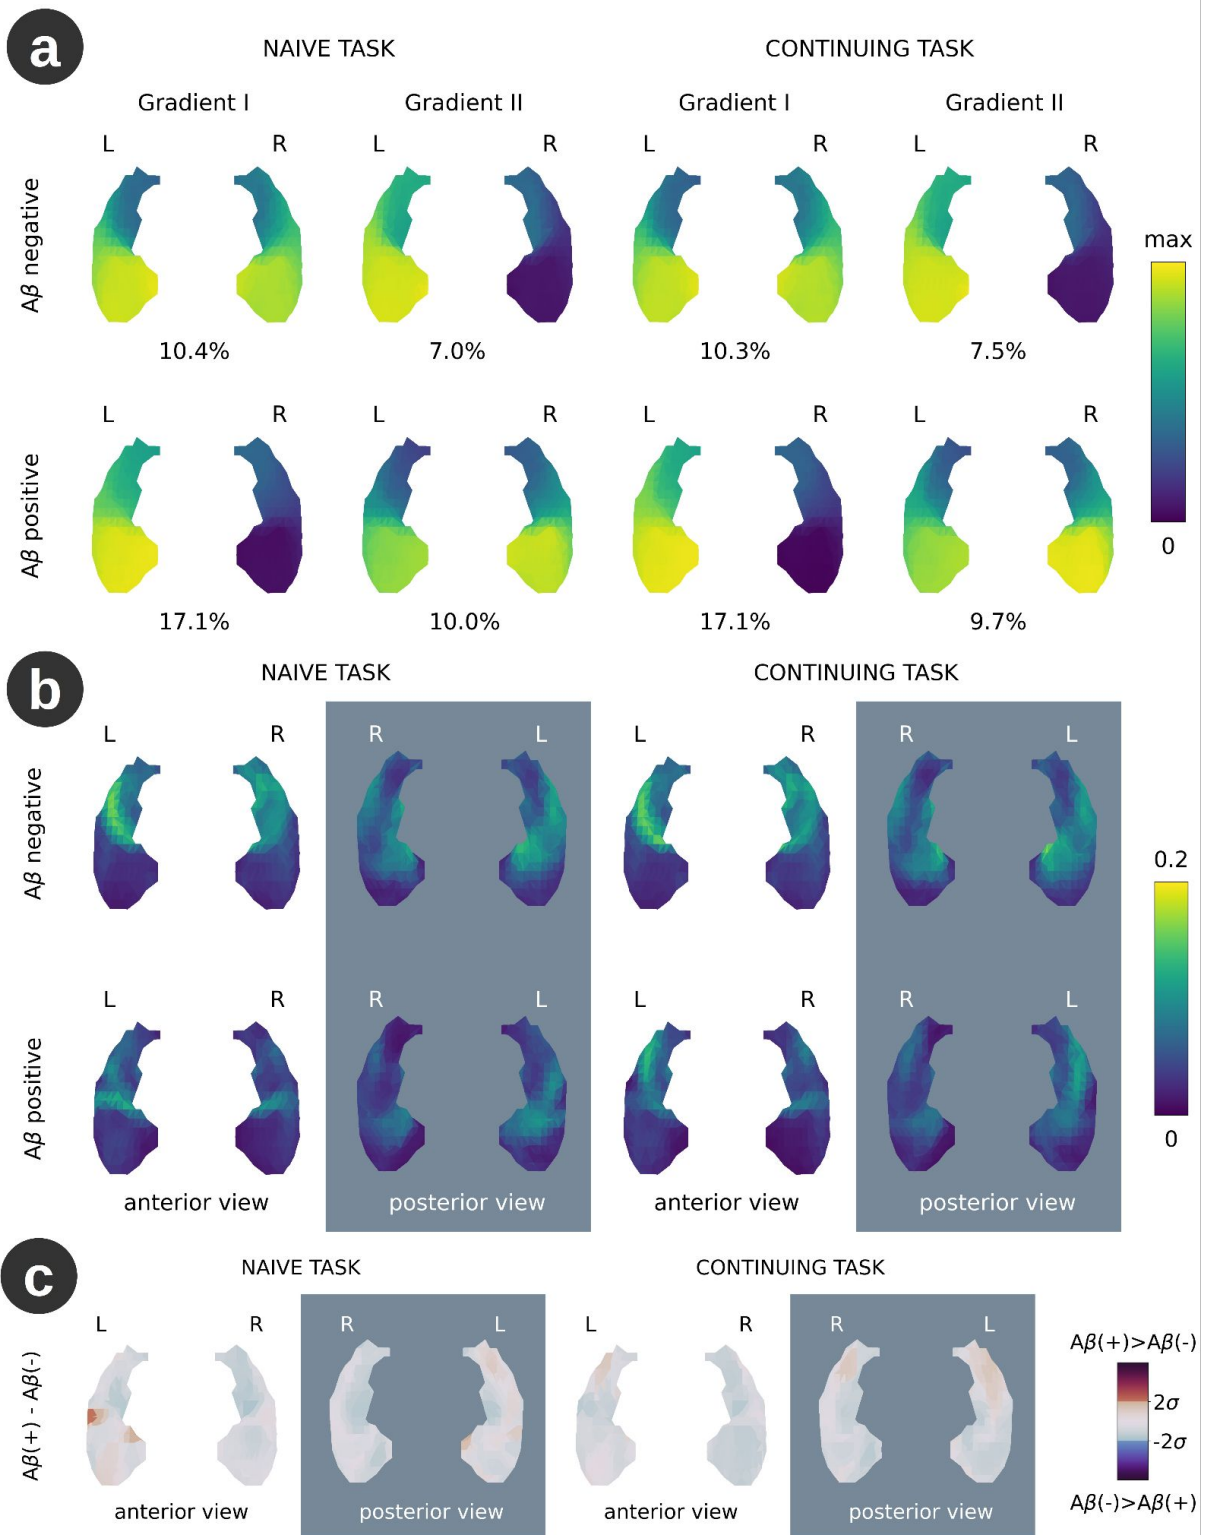 a
NAIVE TASK CONTINUING TASK
Gradient I Gradient II Gradient I Gradient II
L R L R L R L R
Aβ negative
max
10.4% 7.0% 10.3% 7.5%
L R L R L R L R
Aβ positive
0
17.1% 10.0% 17.1% 9.7%
b
NAIVE TASK CONTINUING TASK
L R R L L R R L
Aβ negative
0.2
L R R L L R R L
Aβ positive
0
anterior view posterior view anterior view posterior view
c
NAIVE TASK CONTINUING TASK
L R R L L R R L
Aβ(+) - Aβ(-)
Aβ(+)>Aβ(-)
2σ
-2σ
Aβ(-)>Aβ(+)
anterior view posterior view anterior view posterior view